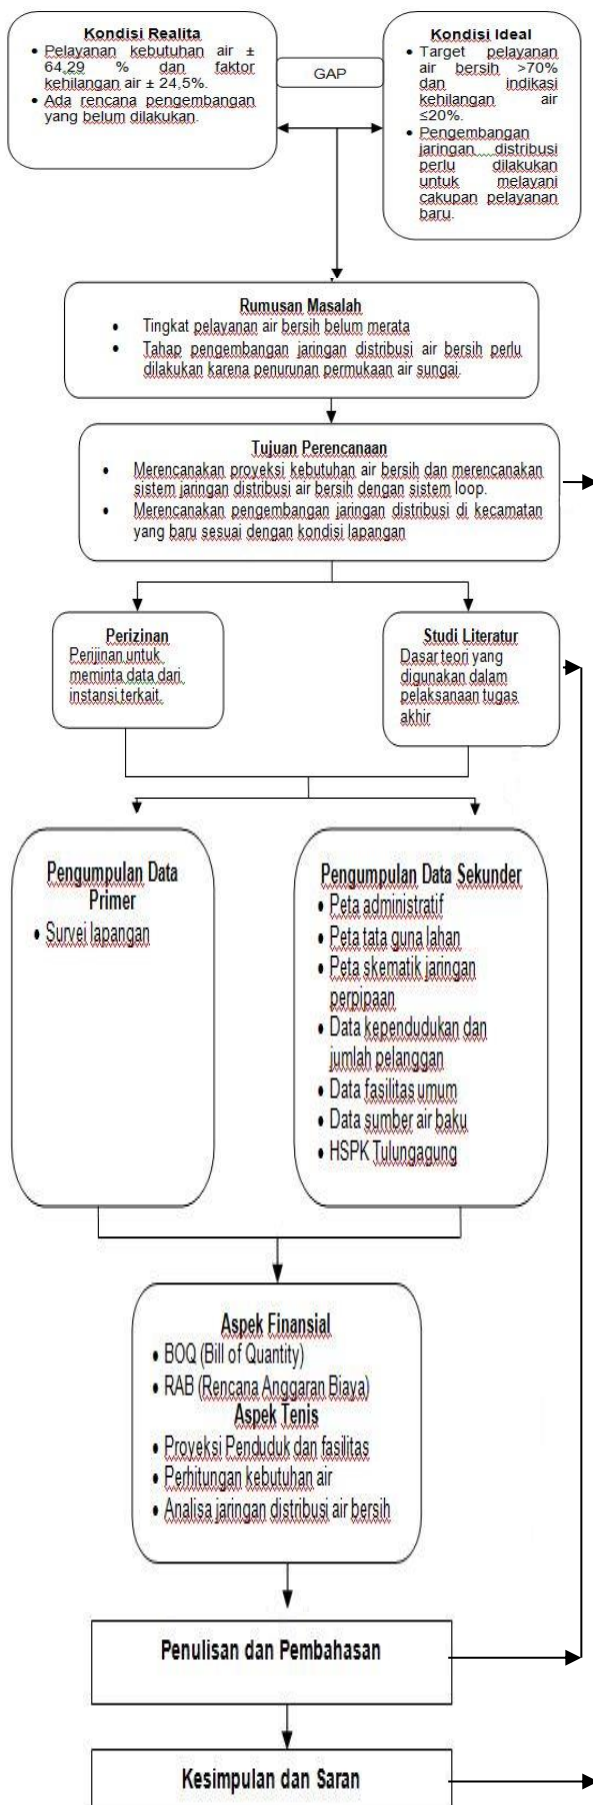 Kondisi Realita
• Pelayanan kebutuhan air ±
64,29 % dan faktor
kehilangan air ± 24,5%.
• Ada rencana pengembangan
yang belum dilakukan.
GAP
Kondisi Ideal
• Target pelayanan
air bersih >70%
dan indikasi
kehilangan air
≤20%.
• Pengembangan
jaringan distribusi
perlu dilakukan
untuk melayani
cakupan pelayanan
baru.
Rumusan Masalah
• Tingkat pelayanan air bersih belum merata
• Tahap pengembangan jaringan distribusi air bersih perlu
dilakukan karena penurunan permukaan air sungai.
Tujuan Perencanaan
• Merencanakan proyeksi kebutuhan air bersih dan merencanakan
sistem jaringan distribusi air bersih dengan sistem loop.
• Merencanakan pengembangan jaringan distribusi di kecamatan
yang baru sesuai dengan kondisi lapangan
Perizinan
Perijinan untuk
meminta data dari
instansi terkait.
Studi Literatur
Dasar teori yang
digunakan dalam
pelaksanaan tugas
akhir
Pengumpulan Data
Primer
• Survei lapangan
Pengumpulan Data Sekunder
• Peta administratif
• Peta tata guna lahan
• Peta skematik jaringan
perpipaan
• Data kependudukan dan
jumlah pelanggan
• Data fasilitas umum
• Data sumber air baku
• HSPK Tulungagung
Aspek Finansial
• BOQ (Bill of Quantity)
• RAB (Rencana Anggaran Biaya)
Aspek Tenis
• Proyeksi Penduduk dan fasilitas
• Perhitungan kebutuhan air
• Analisa jaringan distribusi air bersih
Penulisan dan Pembahasan
Kesimpulan dan Saran